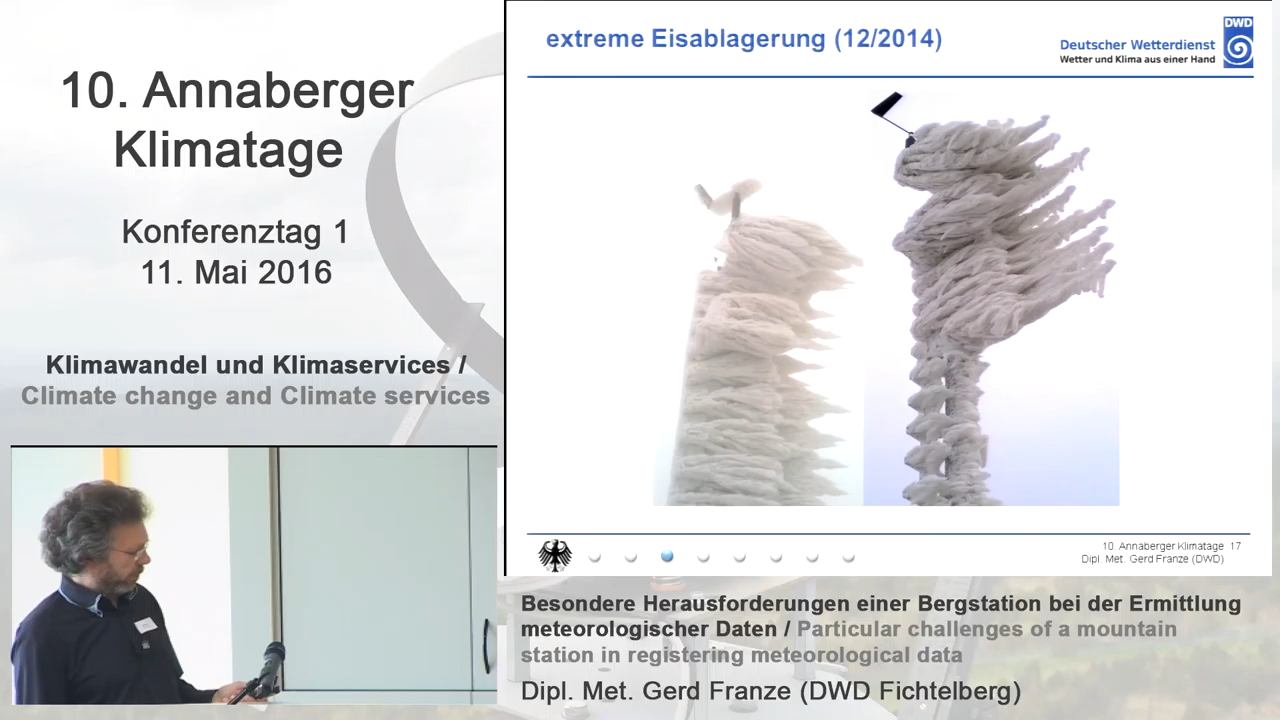 10. Annaberger
Klimatage
Konferenztag 1
11. Mai 2016
Klimawandel und Klimaservices /
Climate change and Climate services
extreme Eisablagerung (12/2014)
DWD
Deutscher Wetterdienst
Wetter und Klima aus einer Hand
10. Annaberger Klimatage 17
Dipl. Met. Gerd Franze (DWD)
Besondere Herausforderungen einer Bergstation bei der Ermittlung
meteorologischer Daten / Particular challenges of a mountain
station in registering meteorological data
Dipl. Met. Gerd Franze (DWD Fichtelberg)